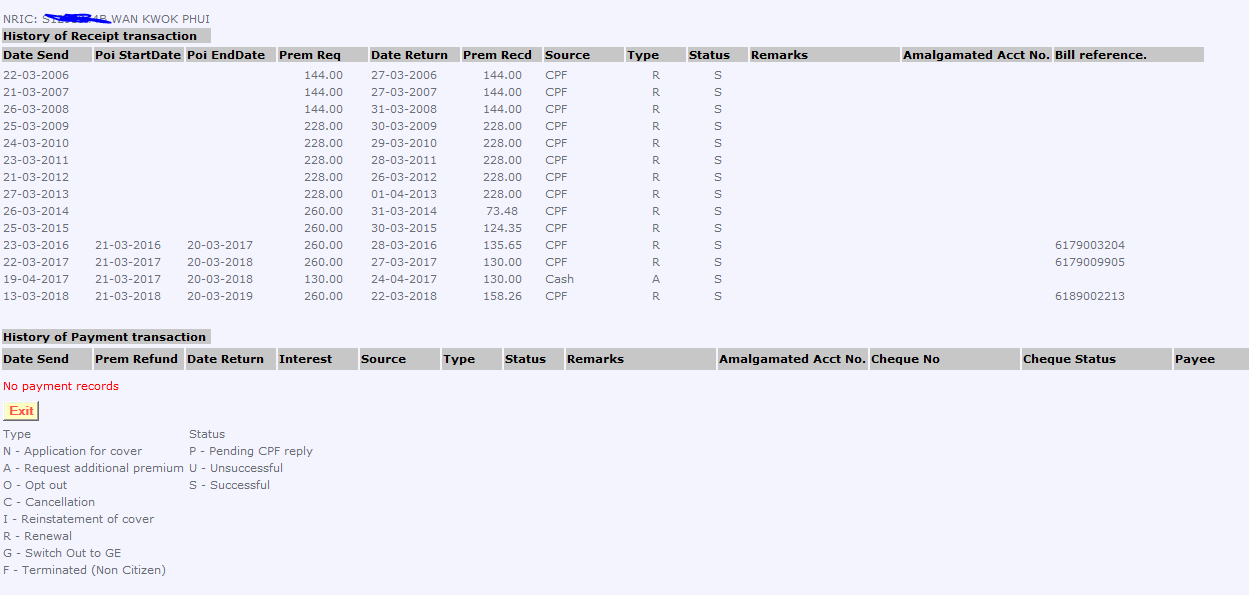 NRIC: WAN KWOK PHUI
History of Receipt transaction
Date Send Poi StartDate Poi EndDate Prem Req Date Return Prem Recd Source Type Status Remarks Amalgamated Acct No. Bill reference.
22-03-2006 144.00 27-03-2006 144.00 CPF R S
21-03-2007 144.00 27-03-2007 144.00 CPF R S
26-03-2008 144.00 31-03-2008 144.00 CPF R S
25-03-2009 228.00 30-03-2009 228.00 CPF R S
24-03-2010 228.00 29-03-2010 228.00 CPF R S
23-03-2011 228.00 28-03-2011 228.00 CPF R S
21-03-2012 228.00 26-03-2012 228.00 CPF R S
27-03-2013 228.00 01-04-2013 228.00 CPF R S
26-03-2014 260.00 31-03-2014 73.48 CPF R S
25-03-2015 260.00 30-03-2015 124.35 CPF R S
23-03-2016 21-03-2016 20-03-2017 260.00 28-03-2016 135.65 CPF R S 6179003204
22-03-2017 21-03-2017 20-03-2018 260.00 27-03-2017 130.00 CPF R S 6179009905
19-04-2017 21-03-2017 20-03-2018 130.00 24-04-2017 130.00 Cash A S
13-03-2018 21-03-2018 20-03-2019 260.00 22-03-2018 158.26 CPF R S 6189002213
History of Payment transaction
Date Send Prem Refund Date Return Interest Source Type Status Remarks Amalgamated Acct No. Cheque No Cheque Status Payee
No payment records
Exit
Type Status
N - Application for cover P - Pending CPF reply
A - Request additional premium U - Unsuccessful
O - Opt out S - Successful
C - Cancellation
I - Reinstatement of cover
R - Renewal
G - Switch Out to GE
F - Terminated (Non Citizen)